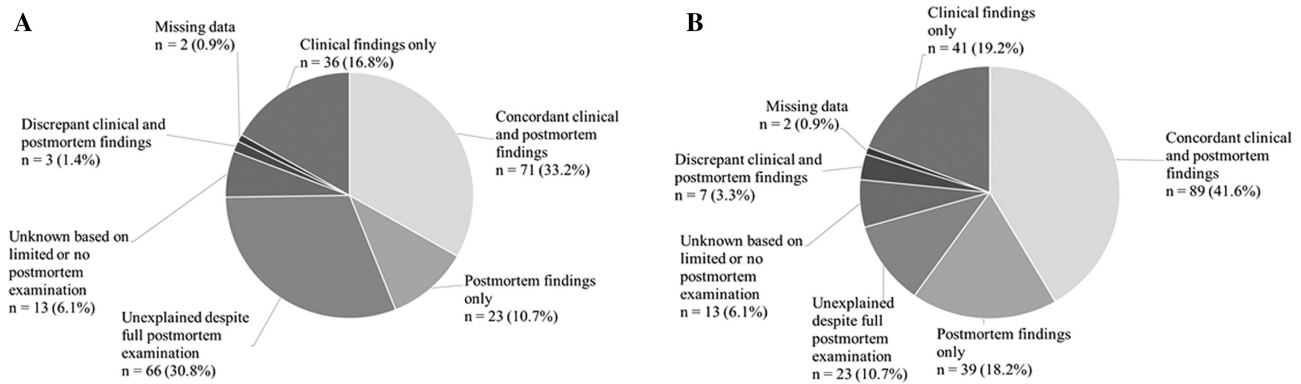 A
Missing data
n = 2 (0.9%)
Clinical findings only
n = 36 (16.8%)
Concordant clinical
and postmortem
findings
n = 71 (33.2%)
Discrepant clinical and
postmortem findings
n = 3 (1.4%)
Unknown based on
limited or no
postmortem
examination
n = 13 (6.1%)
Unexplained despite
full postmortem
examination
n = 66 (30.8%)
Postmortem findings
only
n = 23 (10.7%)
B
Clinical findings
only
n = 41 (19.2%)
Missing data
n = 2 (0.9%)
Concordant clinical
and postmortem
findings
n = 89 (41.6%)
Discrepant clinical and
postmortem findings
n = 7 (3.3%)
Unknown based on
limited or no
postmortem
examination
n = 13 (6.1%)
Unexplained
despite full
postmortem
examination
n = 23 (10.7%)
Postmortem findings
only
n = 39 (18.2%)